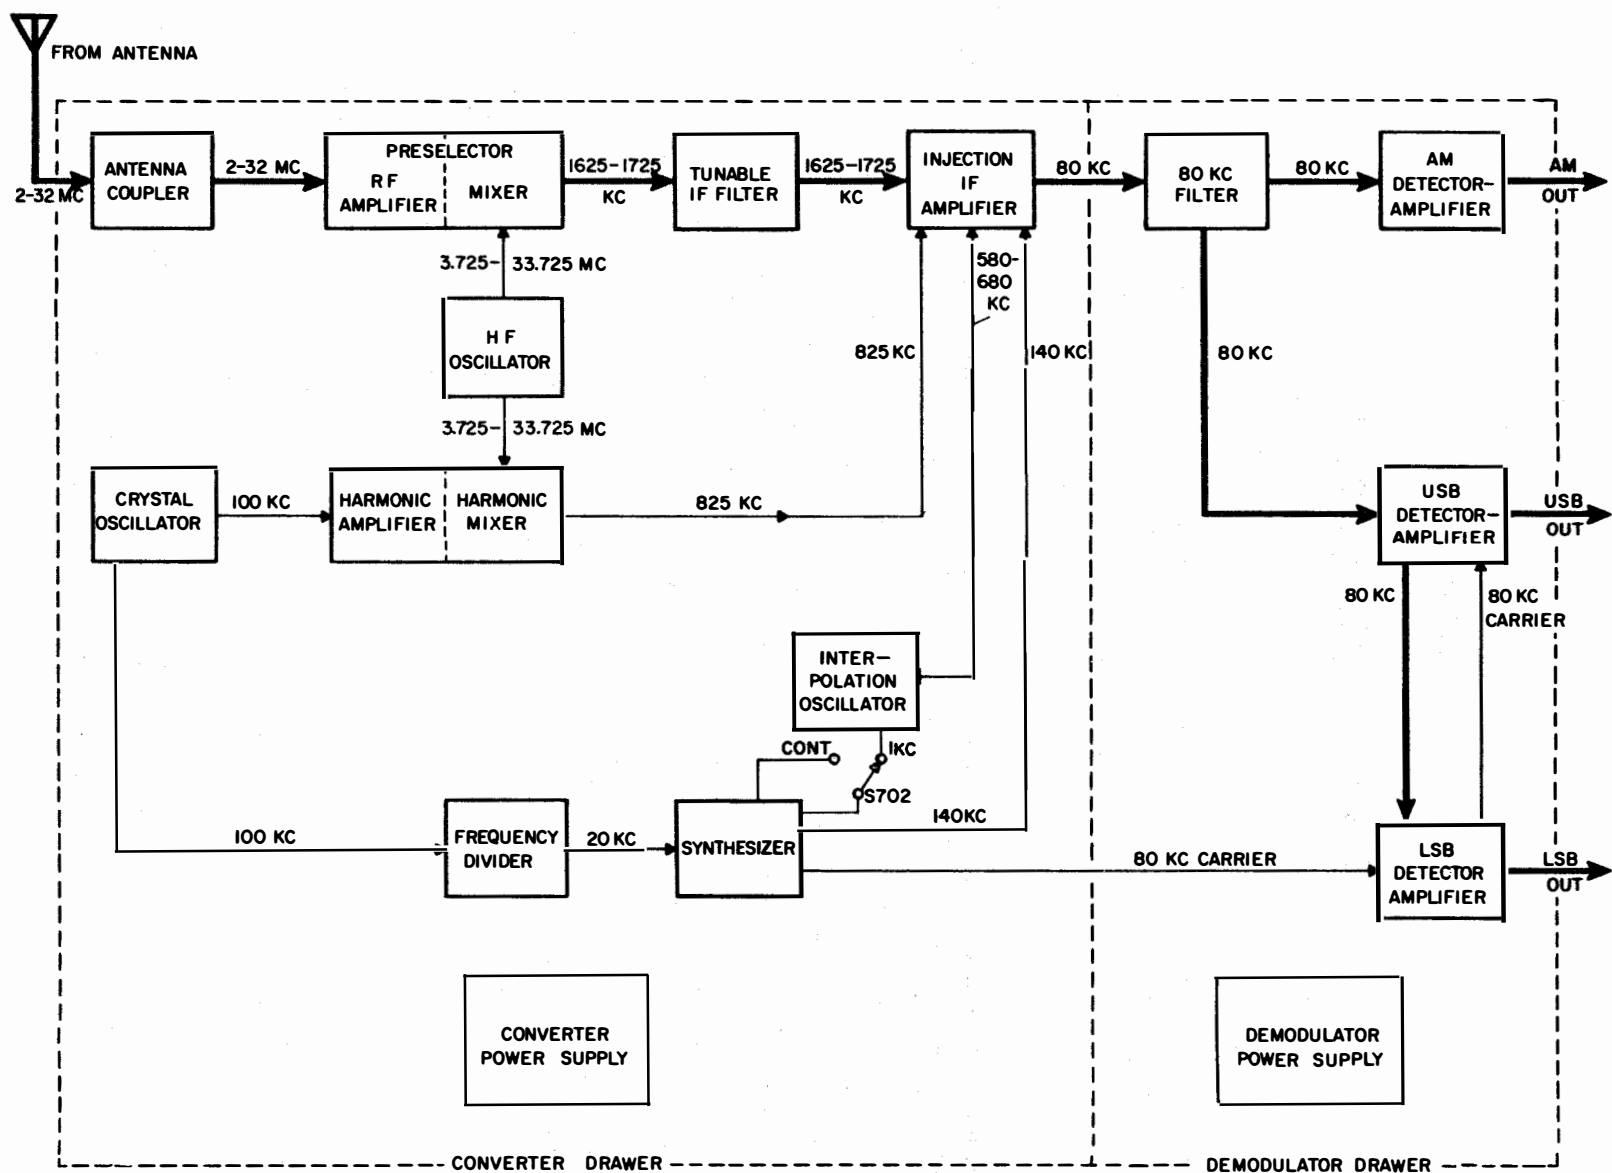 FROM ANTENNA
2-32 MC
ANTENNA
COUPLER
2-32 MC
PRESELECTOR
RF
AMPLIFIER
MIXER
1625-1725
KC
TUNABLE
IF FILTER
1625-1725
KC
INJECTION
IF
AMPLIFIER
80 KC
80 KC
FILTER
80 KC
AM
DETECTOR-
AMPLIFIER
AM
OUT
3.725- 33.725 MC
HF
OSCILLATOR
3.725- 33.725 MC
580-
680
KC
825 KC
140 KC
80 KC
CRYSTAL
OSCILLATOR
100 KC
HARMONIC
AMPLIFIER
HARMONIC
MIXER
825 KC
USB
DETECTOR-
AMPLIFIER
USB
OUT
80 KC
80 KC
CARRIER
INTER-
POLATION
OSCILLATOR
CONT
1KC
S702
100 KC
FREQUENCY
DIVIDER
20 KC
SYNTHESIZER
140KC
80 KC CARRIER
LSB
DETECTOR
AMPLIFIER
LSB
OUT
CONVERTER
POWER SUPPLY
DEMODULATOR
POWER SUPPLY
CONVERTER DRAWER
DEMODULATOR DRAWER